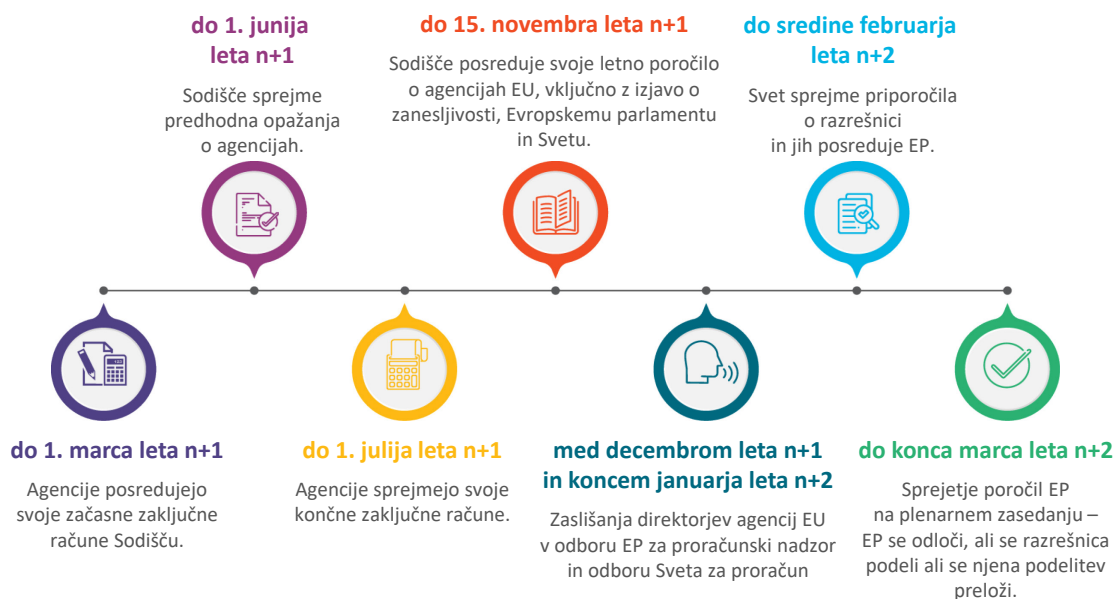 do 1. junija
leta n+1
Sodišče sprejme
predhodna opažanja
o agencijah.
do 15. novembra leta n+1
Sodišče posreduje svoje letno poročilo
o agencijah EU, vključno z izjavo o
zanesljivosti, Evropskemu parlamentu
in Svetu.
do sredine februarja
leta n+2
Svet sprejme priporočila
o razrešnici
in jih posreduje EP.
do 1. marca leta n+1
Agencije posredujejo
svoje začasne zaključne
račune Sodišču.
do 1. julija leta n+1
Agencije sprejmejo svoje
končne zaključne račune.
med decembrom leta n+1
in koncem januarja leta n+2
Zaslišanja direktorjev agencij EU
v odboru EP za proračunski nadzor
in odboru Sveta za proračun
do konca marca leta n+2
Sprejetje poročil EP
na plenarnem zasedanju –
EP se odloči, ali se razrešnica
podeli ali se njena podelitev
preloži.